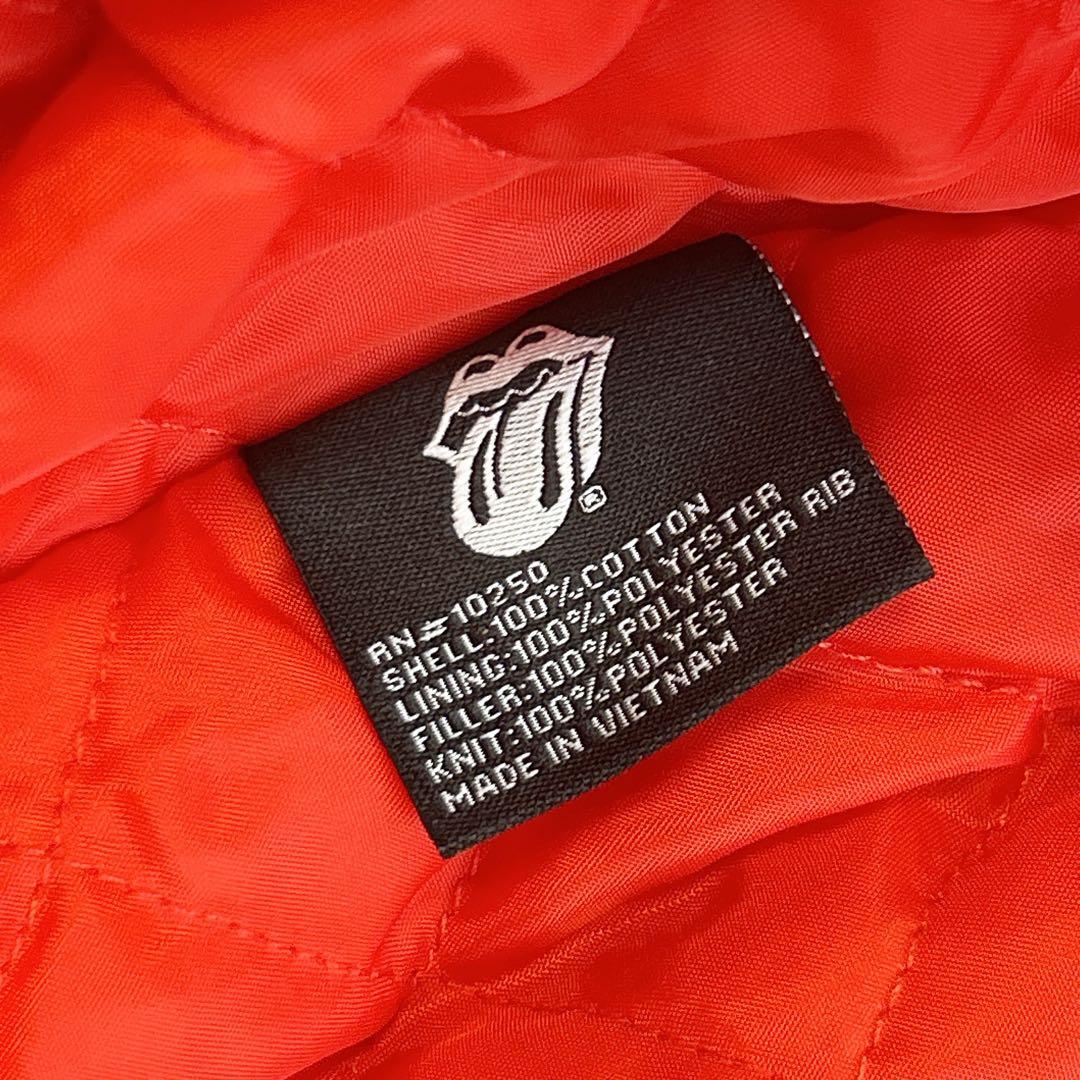 ®
RN#10250
SHELL:100%COTTON
LINING:100%POLYESTER
FILLER:100%POLYESTER RIB
KNIT:100%POLYESTER
MADE IN VIETNAM